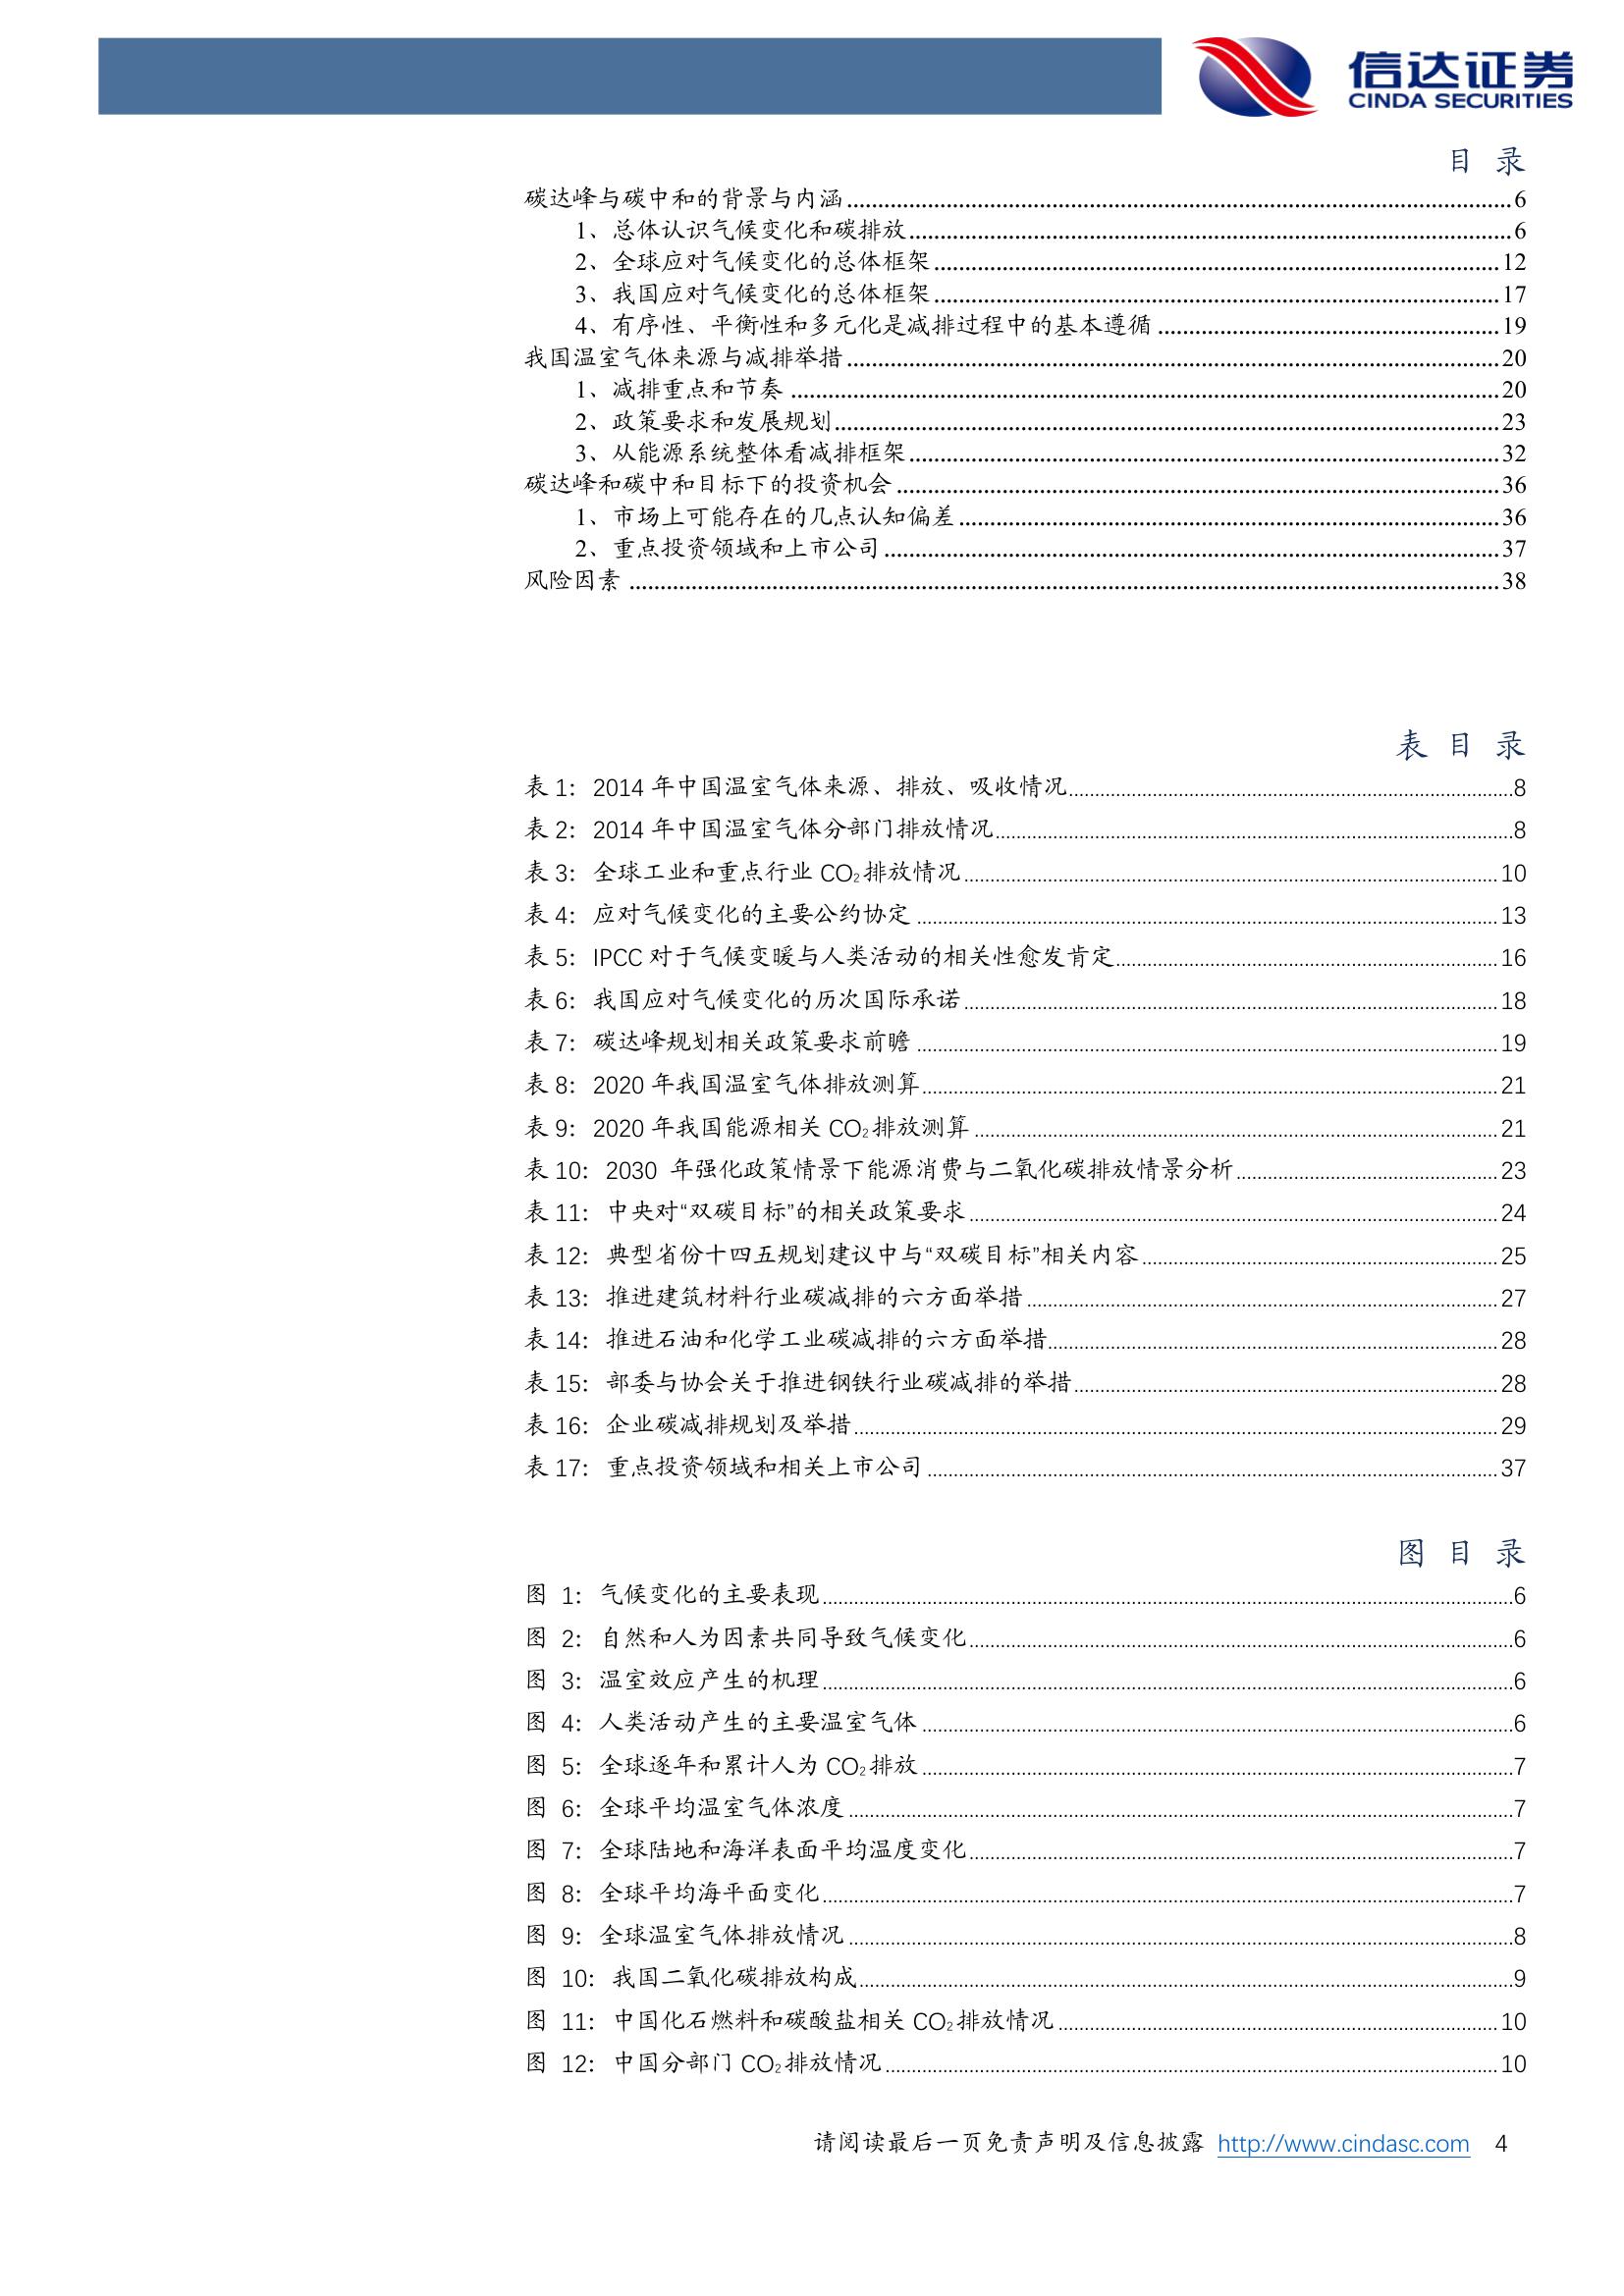 信达证券
CINDA SECURITIES
目 录
碳达峰与碳中和的背景与内涵 6
1、总体认识气候变化和碳排放 6
2、全球应对气候变化的总体框架 12
3、我国应对气候变化的总体框架 17
4、有序性、平衡性和多元化是减排过程中的基本遵循 19
我国温室气体来源与减排举措 20
1、减排重点和节奏 20
2、政策要求和发展规划 23
3、从能源系统整体看减排框架 32
碳达峰和碳中和目标下的投资机会 36
1、市场上可能存在的几点认知偏差 36
2、重点投资领域和上市公司 37
风险因素 38
表 目 录
表 1：2014 年中国温室气体来源、排放、吸收情况 8
表 2：2014 年中国温室气体分部门排放情况 8
表 3：全球工业和重点行业 CO₂排放情况 10
表 4：应对气候变化的主要公约协定 13
表 5：IPCC 对于气候变暖与人类活动的相关性愈发肯定 16
表 6：我国应对气候变化的历次国际承诺 18
表 7：碳达峰规划相关政策要求前瞻 19
表 8：2020 年我国温室气体排放测算 21
表 9：2020 年我国能源相关 CO₂排放测算 21
表 10：2030 年强化政策情景下能源消费与二氧化碳排放情景分析 23
表 11：中央对“双碳目标”的相关政策要求 24
表 12：典型省份十四五规划建议中与“双碳目标”相关内容 25
表 13：推进建筑材料行业碳减排的六方面举措 27
表 14：推进石油和化学工业碳减排的六方面举措 28
表 15：部委与协会关于推进钢铁行业碳减排的举措 28
表 16：企业碳减排规划及举措 29
表 17：重点投资领域和相关上市公司 37
图 目 录
图 1：气候变化的主要表现 6
图 2：自然和人为因素共同导致气候变化 6
图 3：温室效应产生的机理 6
图 4：人类活动产生的主要温室气体 6
图 5：全球逐年和累计人为 CO₂排放 7
图 6：全球平均温室气体浓度 7
图 7：全球陆地和海洋表面平均温度变化 7
图 8：全球平均海平面变化 7
图 9：全球温室气体排放情况 8
图 10：我国二氧化碳排放构成 9
图 11：中国化石燃料和碳酸盐相关 CO₂排放情况 10
图 12：中国分部门 CO₂排放情况 10
请阅读最后一页免责声明及信息披露 http://www.cindasc.com 4